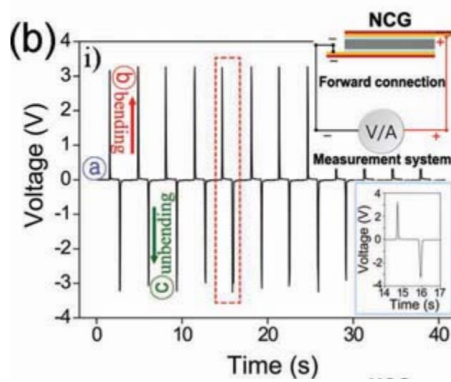 (b)
i)
NCG
Forward connection
V/A
Measurement system
+
+
−
−
−
−
+
a
b
bending
c
unbending
Voltage (V)
4
3
2
1
0
-1
-2
-3
-4
0
10
20
30
40
Time (s)
Voltage (V)
4
2
0
-2
-4
14
15
16
17
Time (s)